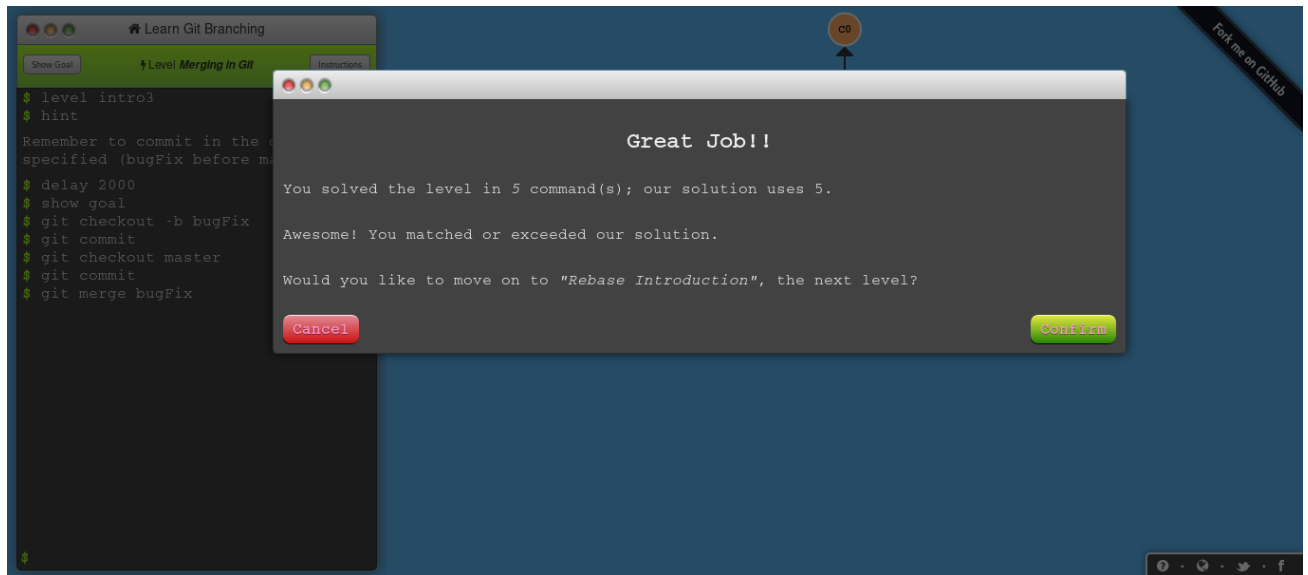 Learn Git Branching
Show Goal
Level Merging in Git
Instructions
$ level intro3
$ hint
Remember to commit in the
specified (bugFix before
$ delay 2000
$ show goal
$ git checkout -b bugFix
$ git commit
$ git checkout master
$ git commit
$ git merge bugFix
$
C0
Fork me on GitHub
Great Job!!
You solved the level in 5 command(s); our solution uses 5.
Awesome! You matched or exceeded our solution.
Would you like to move on to "Rebase Introduction", the next level?
Cancel
Confirm